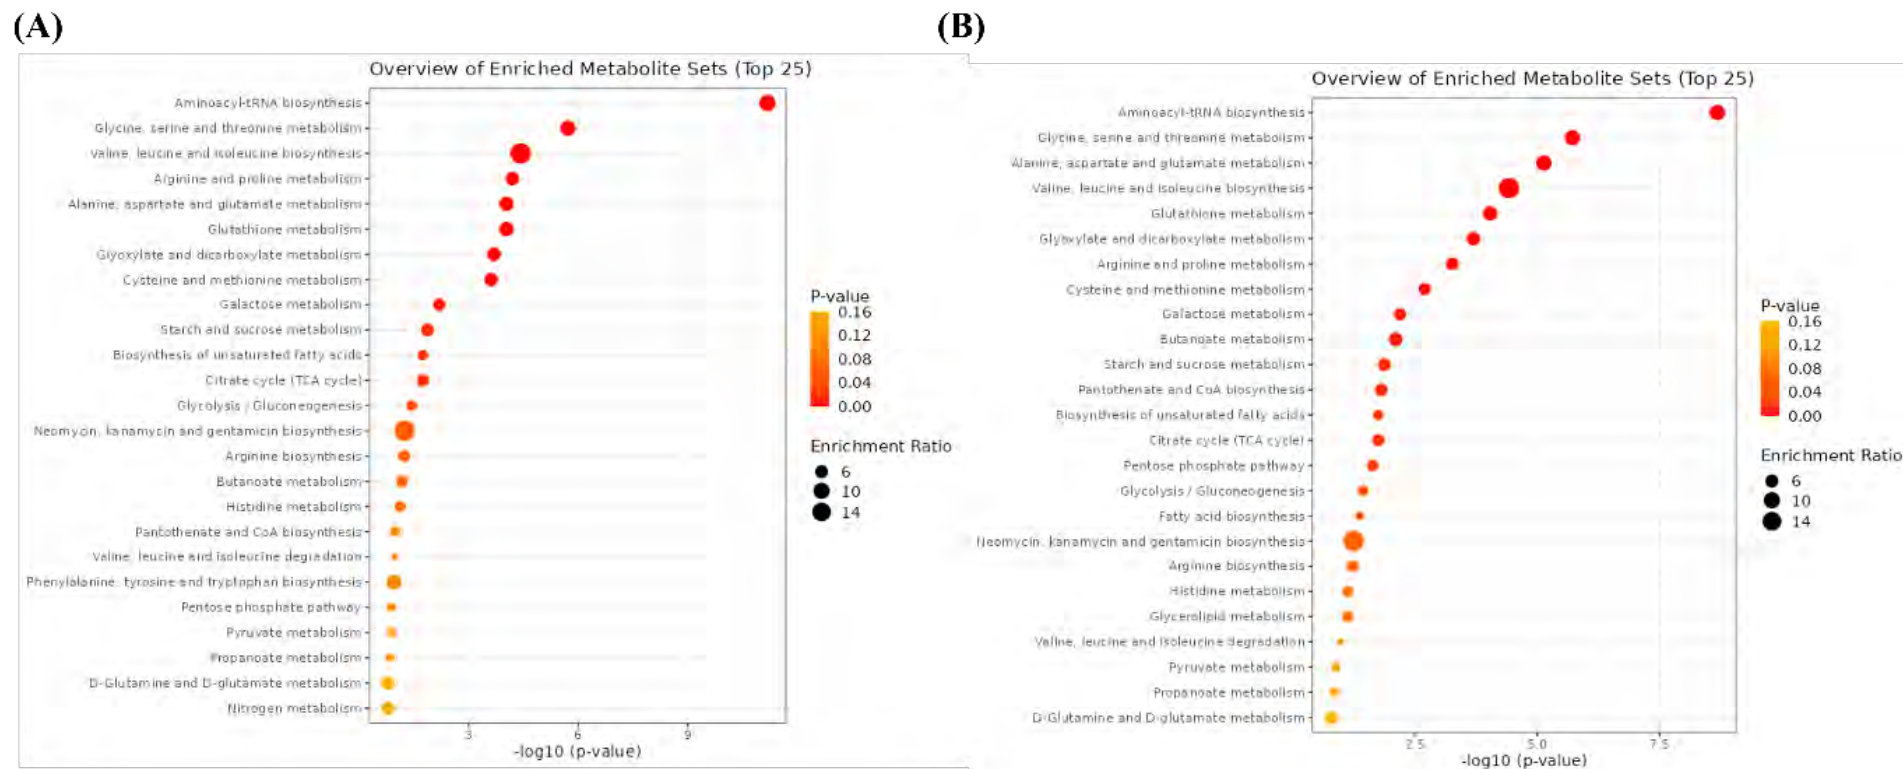 (A)
Overview of Enriched Metabolite Sets (Top 25)
Aminoacyl-tRNA biosynthesis
Glycine, serine and threonine metabolism
Valine, leucine and isoleucine biosynthesis
Arginine and proline metabolism
Alanine, aspartate and glutamate metabolism
Glutathione metabolism
Glyoxylate and dicarboxylate metabolism
Cysteine and methionine metabolism
Galactose metabolism
Starch and sucrose metabolism
Biosynthesis of unsaturated fatty acids
Citrate cycle (TCA cycle)
Glycolysis / Gluconeogenesis
Neomycin, kanamycin and gentamicin biosynthesis
Arginine biosynthesis
Butanoate metabolism
Histidine metabolism
Pantothenate and CoA biosynthesis
Valine, leucine and isoleucine degradation
Phenylalanine, tyrosine and tryptophan biosynthesis
Pentose phosphate pathway
Pyruvate metabolism
Propanoate metabolism
D-Glutamine and D-glutamate metabolism
Nitrogen metabolism
3 6 9
-log10 (p-value)
P-value
0.16
0.12
0.08
0.04
0.00
Enrichment Ratio
6
10
14
(B)
Overview of Enriched Metabolite Sets (Top 25)
Aminoacyl-tRNA biosynthesis
Glycine, serine and threonine metabolism
Alanine, aspartate and glutamate metabolism
Valine, leucine and isoleucine biosynthesis
Glutathione metabolism
Glyoxylate and dicarboxylate metabolism
Arginine and proline metabolism
Cysteine and methionine metabolism
Galactose metabolism
Butanoate metabolism
Starch and sucrose metabolism
Pantothenate and CoA biosynthesis
Biosynthesis of unsaturated fatty acids
Citrate cycle (TCA cycle)
Pentose phosphate pathway
Glycolysis / Gluconeogenesis
Fatty acid biosynthesis
Neomycin, kanamycin and gentamicin biosynthesis
Arginine biosynthesis
Histidine metabolism
Glycerolipid metabolism
Valine, leucine and isoleucine degradation
Pyruvate metabolism
Propanoate metabolism
D-Glutamine and D-glutamate metabolism
2.5 5.0 7.5
-log10 (p-value)
P-value
0.16
0.12
0.08
0.04
0.00
Enrichment Ratio
6
10
14